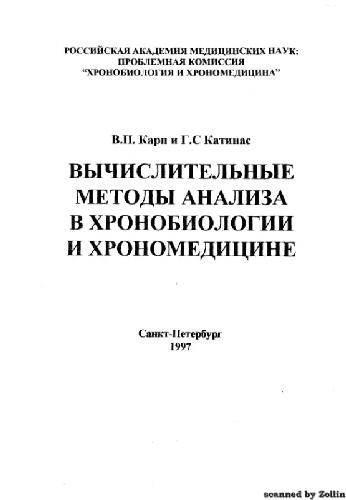 РОССИЙСКАЯ АКАДЕМИЯ МЕДИЦИНСКИХ НАУК:
ПРОБЛЕМНАЯ КОМИССИЯ
"ХРОНОБИОЛОГИЯ И ХРОНОМЕДИЦИНА"
В.П. Карп и Г.С Катинас
ВЫЧИСЛИТЕЛЬНЫЕ
МЕТОДЫ АНАЛИЗА
В ХРОНОБИОЛОГИИ
И ХРОНОМЕДИЦИНЕ
Санкт-Петербург
1997
scanned by Zollin